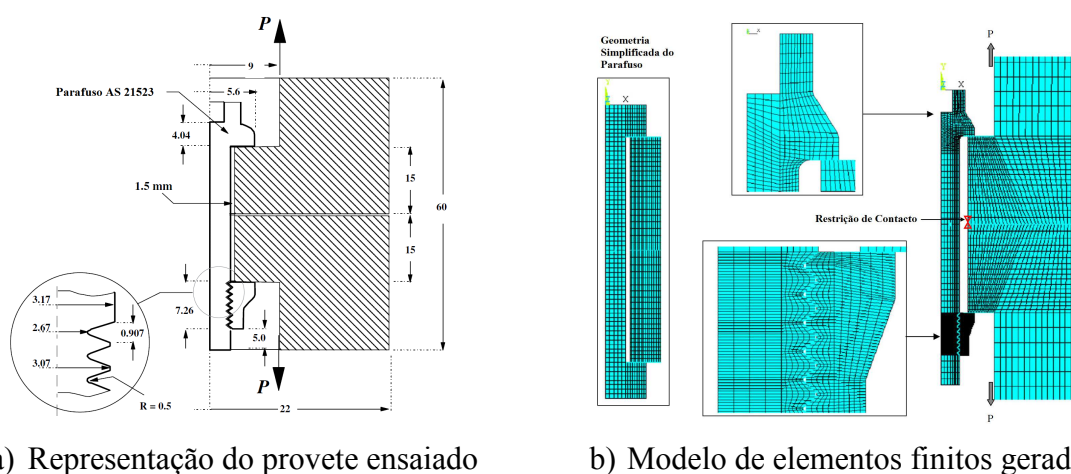 P
9
5.6
Parafuso AS 21523
4.04
15
1.5 mm
60
15
7.26
3.17
2.67
0.907
5.0
3.07
P
R = 0.5
22
Geometria
Simplificada do
Parafuso
Y
Z X
X
P
Y
Z X
Restrição de Contacto
P
a) Representação do provete ensaiado
b) Modelo de elementos finitos gerad